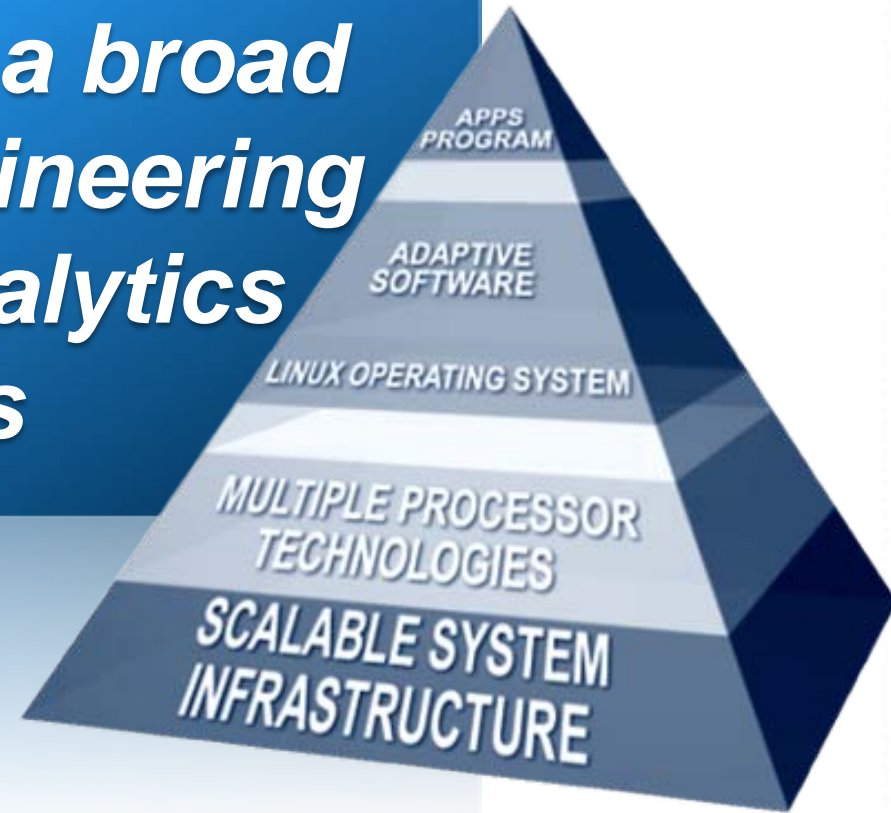 a broad
ineering
alytics
s
APPS
PROGRAM
ADAPTIVE
SOFTWARE
LINUX OPERATING SYSTEM
MULTIPLE PROCESSOR
TECHNOLOGIES
SCALABLE SYSTEM
INFRASTRUCTURE